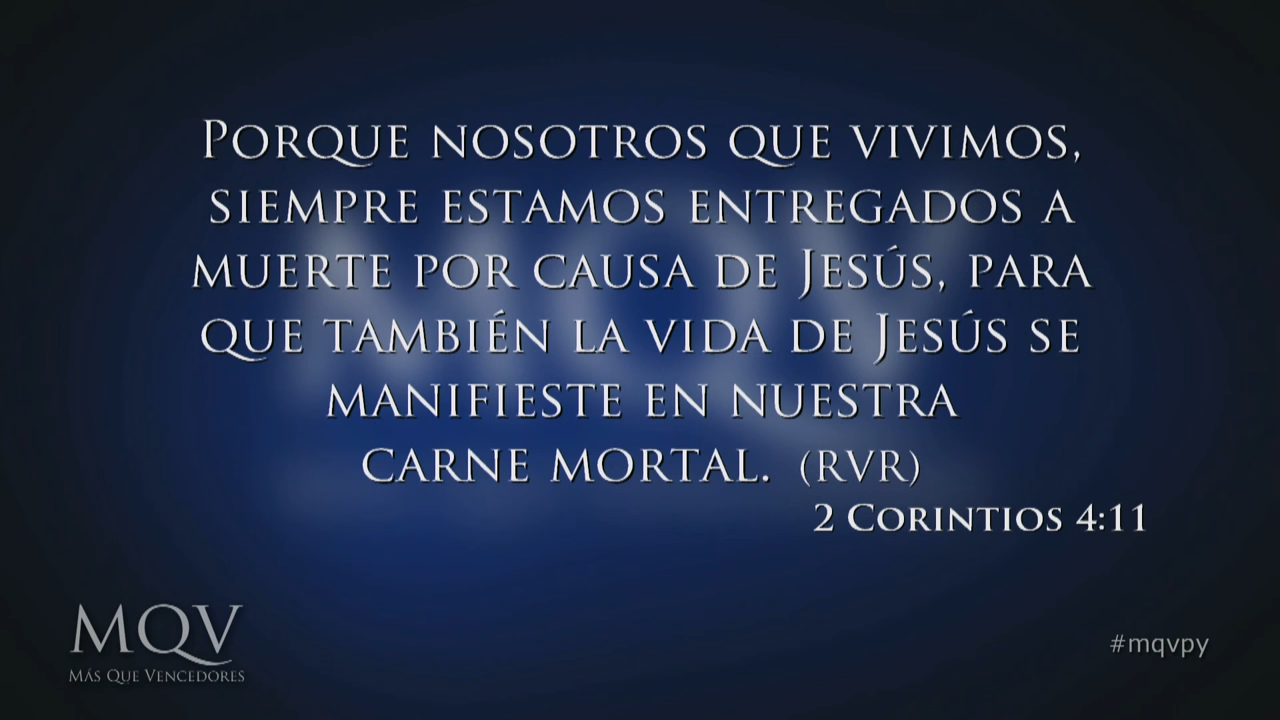 Porque nosotros que vivimos,
siempre estamos entregados a
muerte por causa de Jesús, para
que también la vida de Jesús se
manifieste en nuestra
carne mortal. (RVR)
2 Corintios 4:11
MQV
Más Que Vencedores
#mqvpy